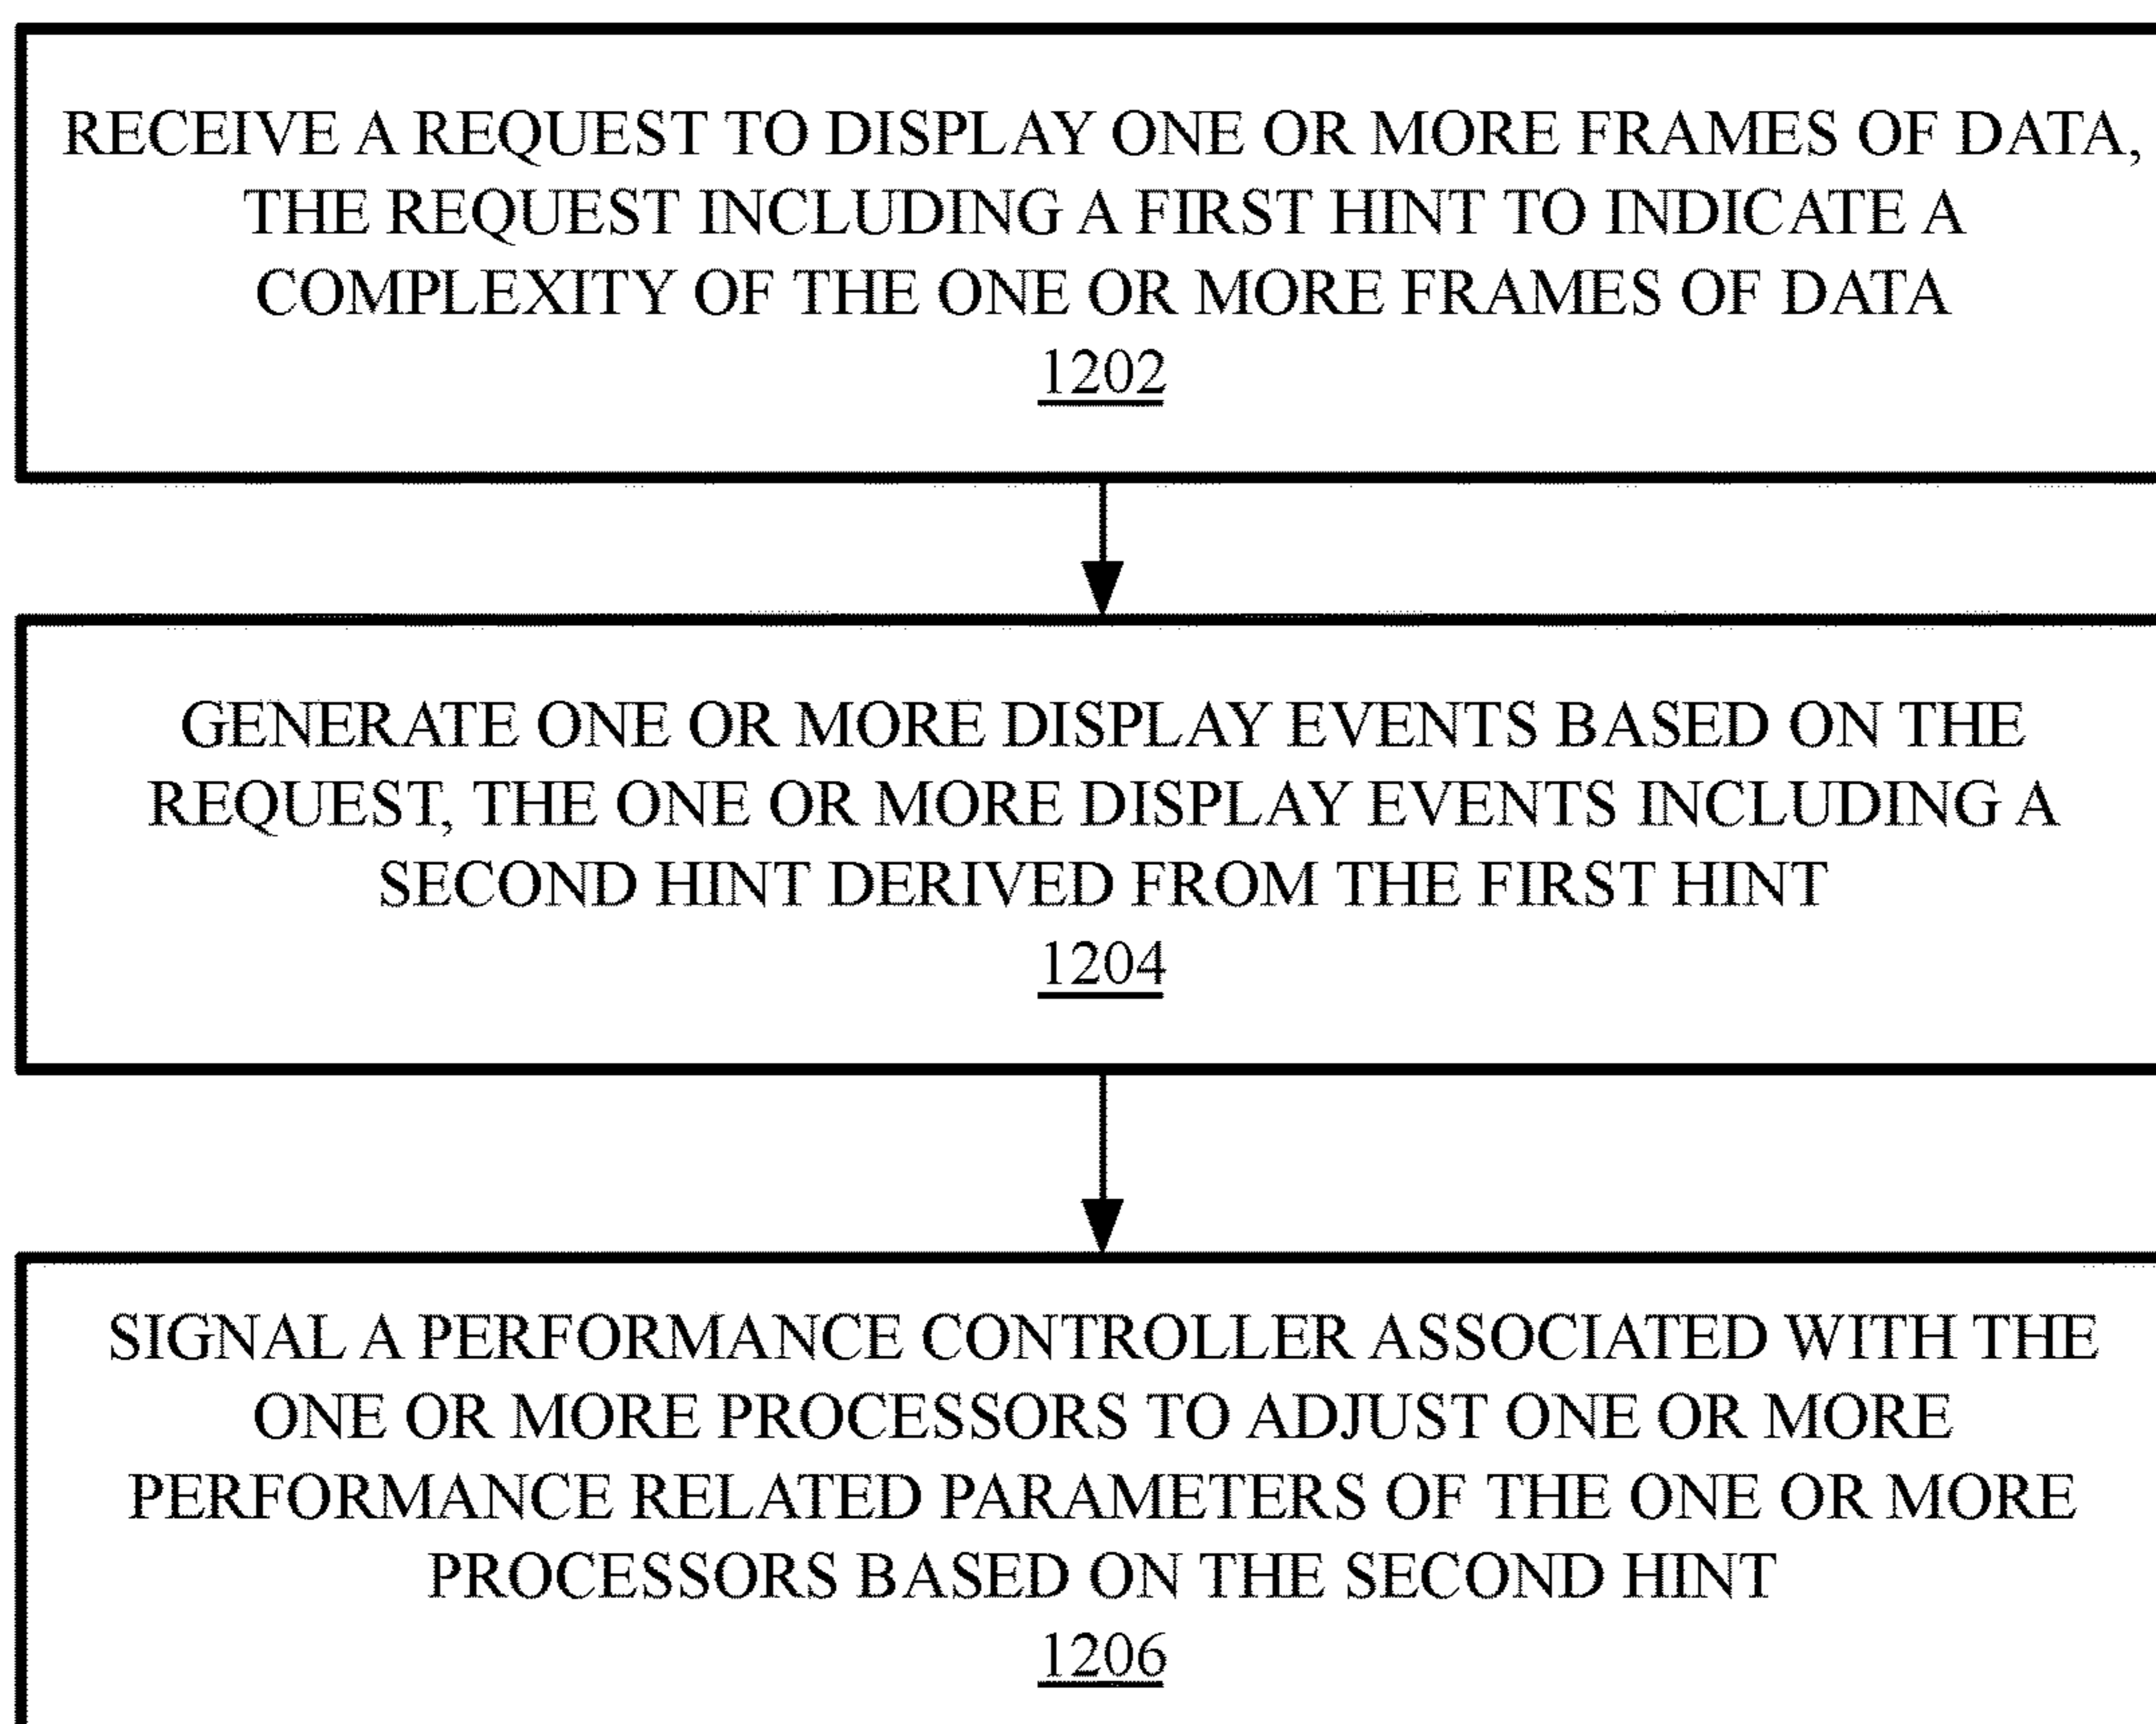 RECEIVE A REQUEST TO DISPLAY ONE OR MORE FRAMES OF DATA,
THE REQUEST INCLUDING A FIRST HINT TO INDICATE A
COMPLEXITY OF THE ONE OR MORE FRAMES OF DATA
1202
GENERATE ONE OR MORE DISPLAY EVENTS BASED ON THE
REQUEST, THE ONE OR MORE DISPLAY EVENTS INCLUDING A
SECOND HINT DERIVED FROM THE FIRST HINT
1204
SIGNAL A PERFORMANCE CONTROLLER ASSOCIATED WITH THE
ONE OR MORE PROCESSORS TO ADJUST ONE OR MORE
PERFORMANCE RELATED PARAMETERS OF THE ONE OR MORE
PROCESSORS BASED ON THE SECOND HINT
1206